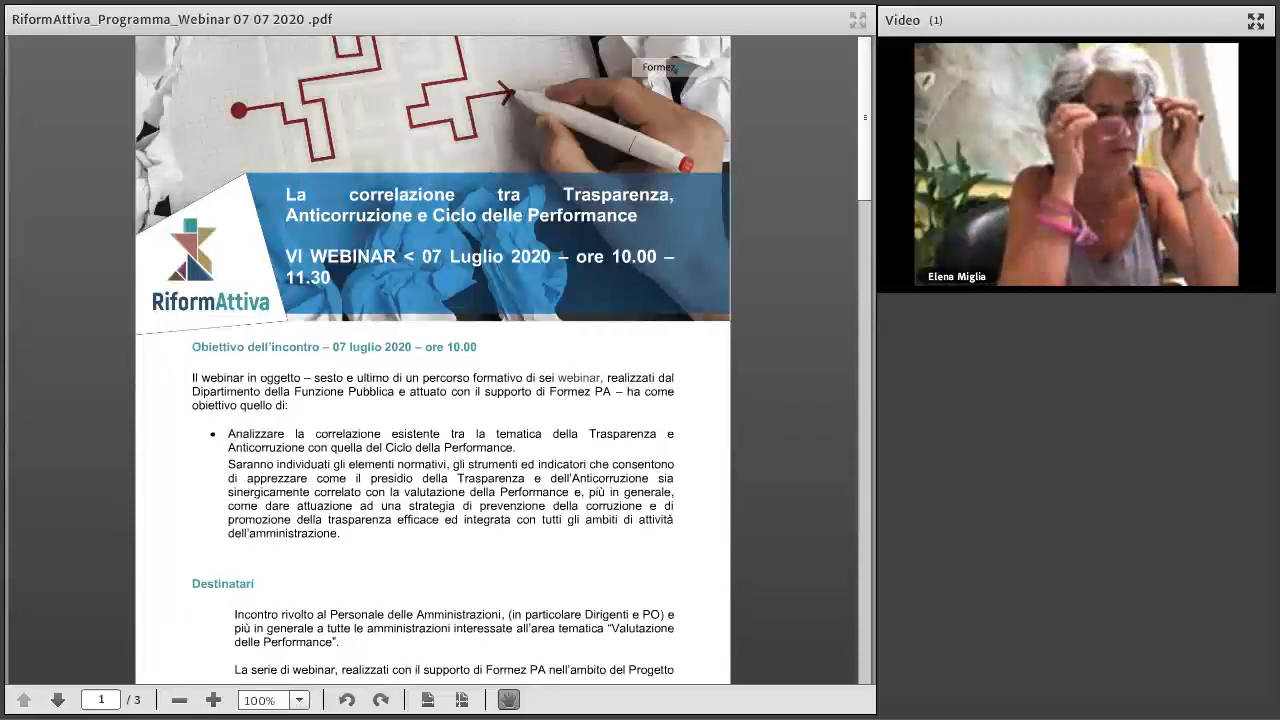 RiformAttiva_Programma_Webinar 07 07 2020 .pdf
Video (1)
Formez
La correlazione tra Trasparenza,
Anticorruzione e Ciclo delle Performance
VI WEBINAR < 07 Luglio 2020 – ore 10.00 –
11.30
RiformAttiva
Elena Miglia
Obiettivo dell'incontro – 07 luglio 2020 – ore 10.00
Il webinar in oggetto – sesto e ultimo di un percorso formativo di sei webinar, realizzati dal
Dipartimento della Funzione Pubblica e attuato con il supporto di Formez PA – ha come
obiettivo quello di:
• Analizzare la correlazione esistente tra la tematica della Trasparenza e
Anticorruzione con quella del Ciclo della Performance.
Saranno individuati gli elementi normativi, gli strumenti ed indicatori che consentono
di apprezzare come il presidio della Trasparenza e dell'Anticorruzione sia
sinergicamente correlato con la valutazione della Performance e, più in generale,
come dare attuazione ad una strategia di prevenzione della corruzione e di
promozione della trasparenza efficace ed integrata con tutti gli ambiti di attività
dell'amministrazione.
Destinatari
Incontro rivolto al Personale delle Amministrazioni, (in particolare Dirigenti e PO) e
più in generale a tutte le amministrazioni interessate all'area tematica “Valutazione
delle Performance”.
La serie di webinar, realizzati con il supporto di Formez PA nell'ambito del Progetto
1 / 3
100%